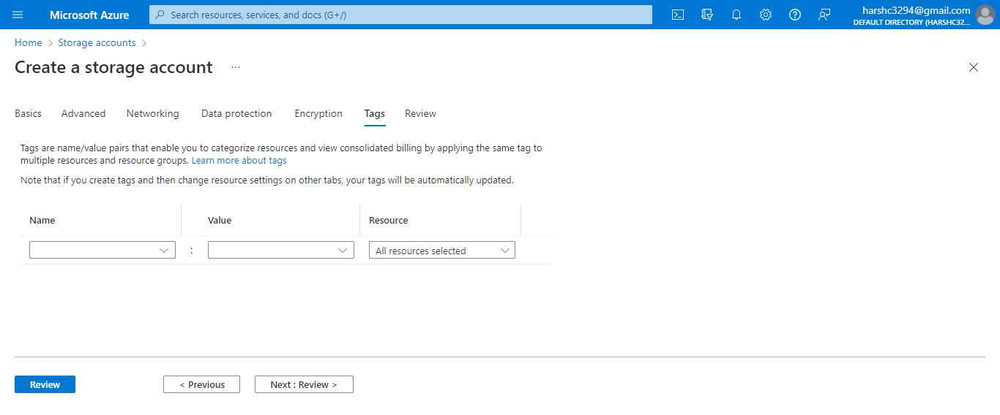 Microsoft Azure
Search resources, services, and docs (G+/)
harshc3294@gmail.com
DEFAULT DIRECTORY (HARSHC32...
Home > Storage accounts >
Create a storage account ...
Basics Advanced Networking Data protection Encryption Tags Review
Tags are name/value pairs that enable you to categorize resources and view consolidated billing by applying the same tag to
multiple resources and resource groups. Learn more about tags
Note that if you create tags and then change resource settings on other tabs, your tags will be automatically updated.
Name Value Resource
: All resources selected
Review < Previous Next : Review >